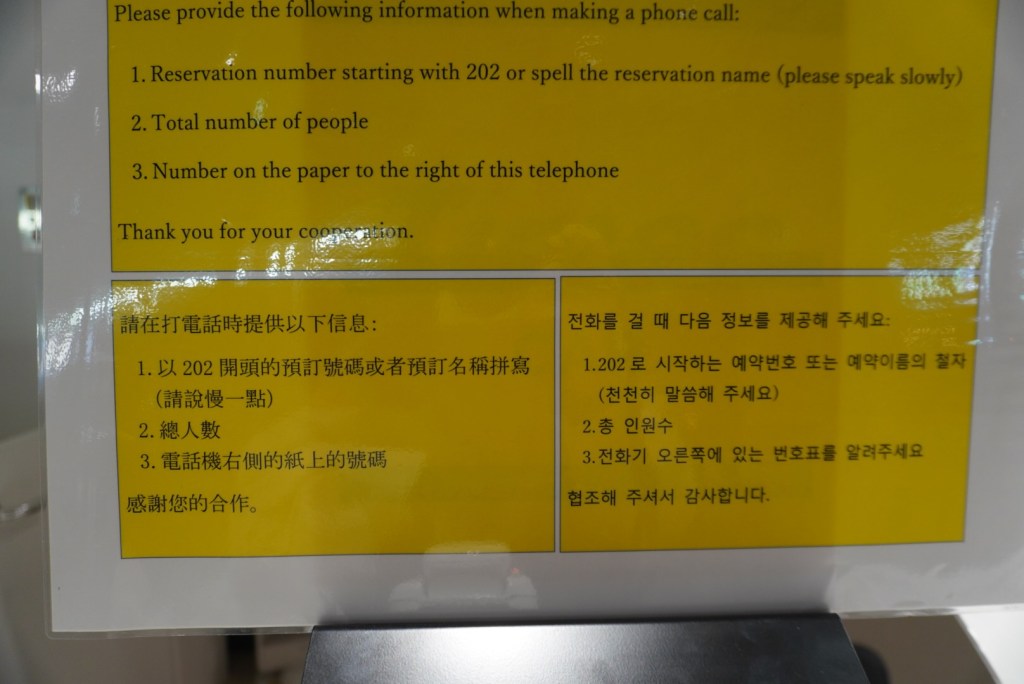 Please provide the following information when making a phone call:
1. Reservation number starting with 202 or spell the reservation name (please speak slowly)
2. Total number of people
3. Number on the paper to the right of this telephone
Thank you for your cooperation.
請在打電話時提供以下信息：
1. 以 202 開頭的預訂號碼或者預訂名稱拼寫
（請說慢一點）
2. 總人數
3. 電話機右側的紙上的號碼
感謝您的合作。
전화를 걸 때 다음 정보를 제공해 주세요:
1.202 로 시작하는 예약번호 또는 예약이름의 철자
(천천히 말씀해 주세요)
2.총 인원수
3.전화기 오른쪽에 있는 번호표를 알려주세요
협조해 주셔서 감사합니다.